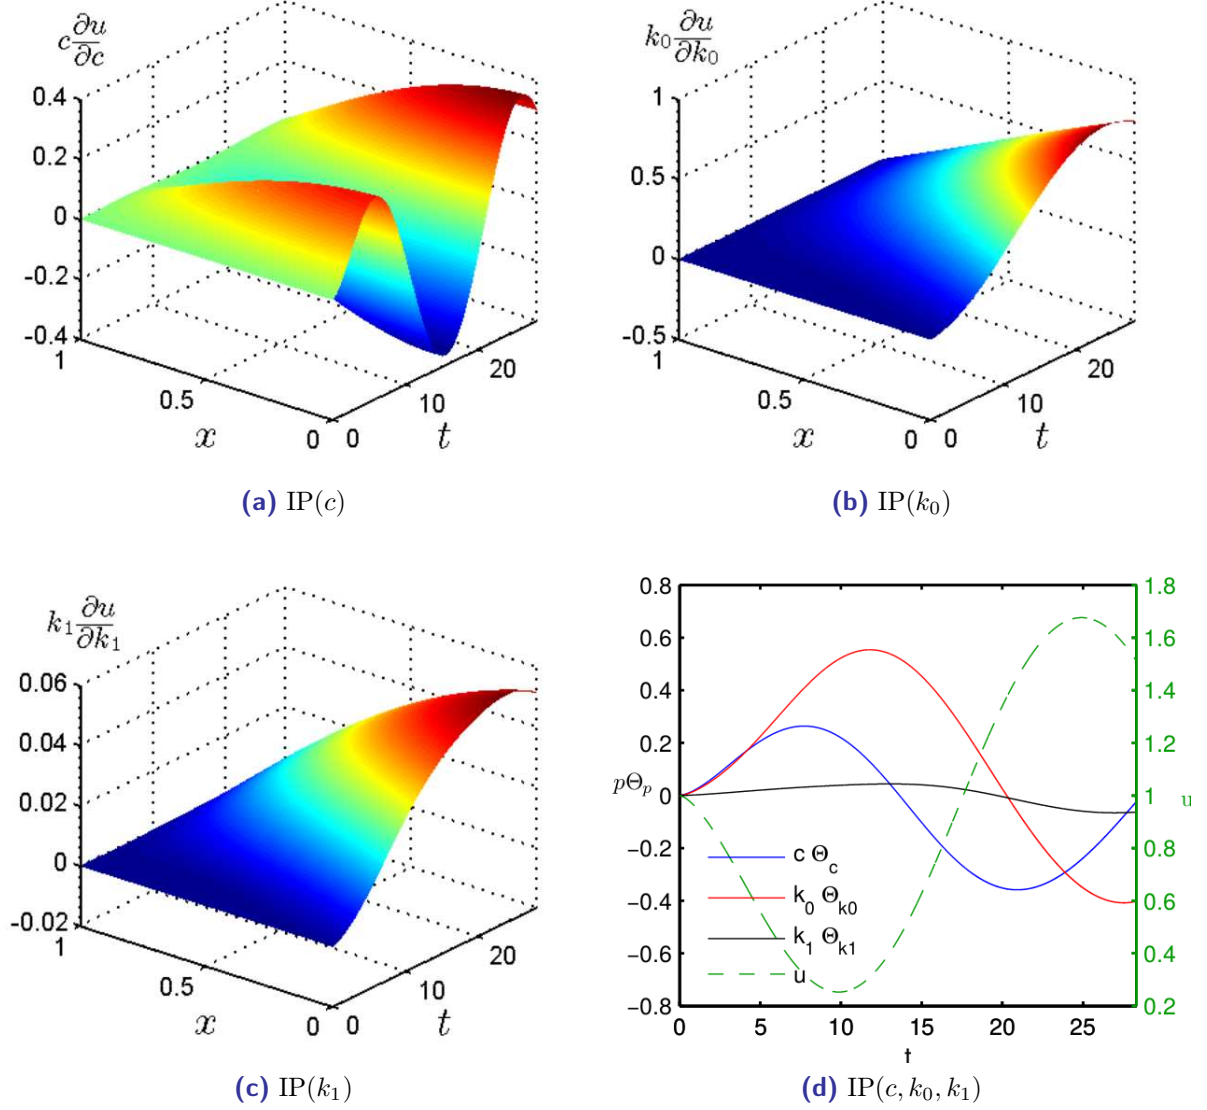 c ∂u/∂c
0.4
0.2
0
-0.2
-0.4
1
0.5
0
x
0
10
20
t
(a) IP(c)
k₀ ∂u/∂k₀
1
0.5
0
-0.5
1
0.5
0
x
0
10
20
t
(b) IP(k₀)
k₁ ∂u/∂k₁
0.06
0.04
0.02
0
-0.02
1
0.5
0
x
0
10
20
t
(c) IP(k₁)
0.8
0.6
0.4
0.2
0
−0.2
−0.4
−0.6
−0.8
pΘₚ
c Θ_c
k₀ Θ_k0
k₁ Θ_k1
u
1.8
1.6
1.4
1.2
1
0.8
0.6
0.4
0.2
u
0 5 10 15 20 25
t
(d) IP(c, k₀, k₁)